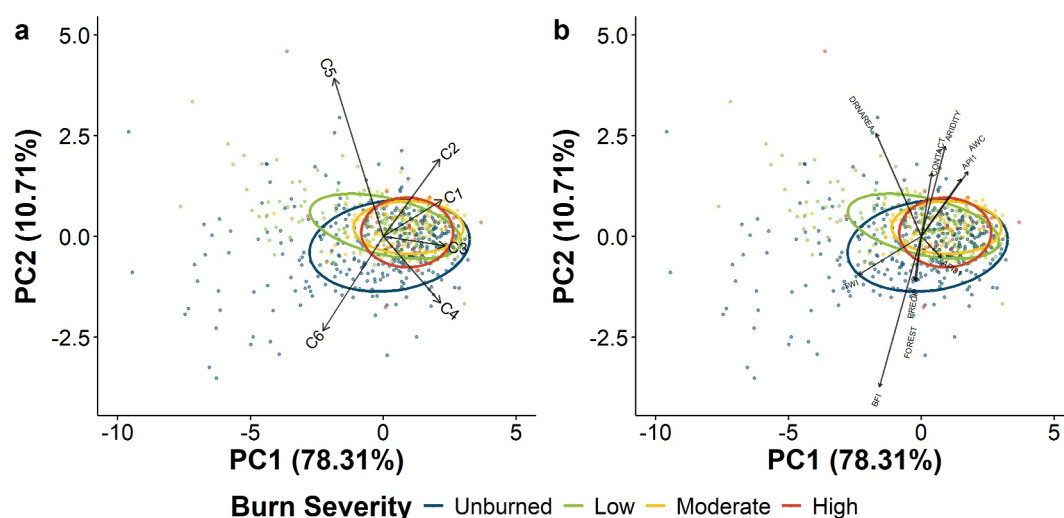 a
b
5.0
2.5
0.0
-2.5
PC2 (10.71%)
C5
C2
C1
C3
C4
C6
-10
-5
0
5
PC1 (78.31%)
5.0
2.5
0.0
-2.5
PC2 (10.71%)
DRNAREA
CONTACT
ARIDITY
AWC
API1
TWI
FOREST
BFI
-10
-5
0
5
PC1 (78.31%)
Burn Severity
Unburned
Low
Moderate
High